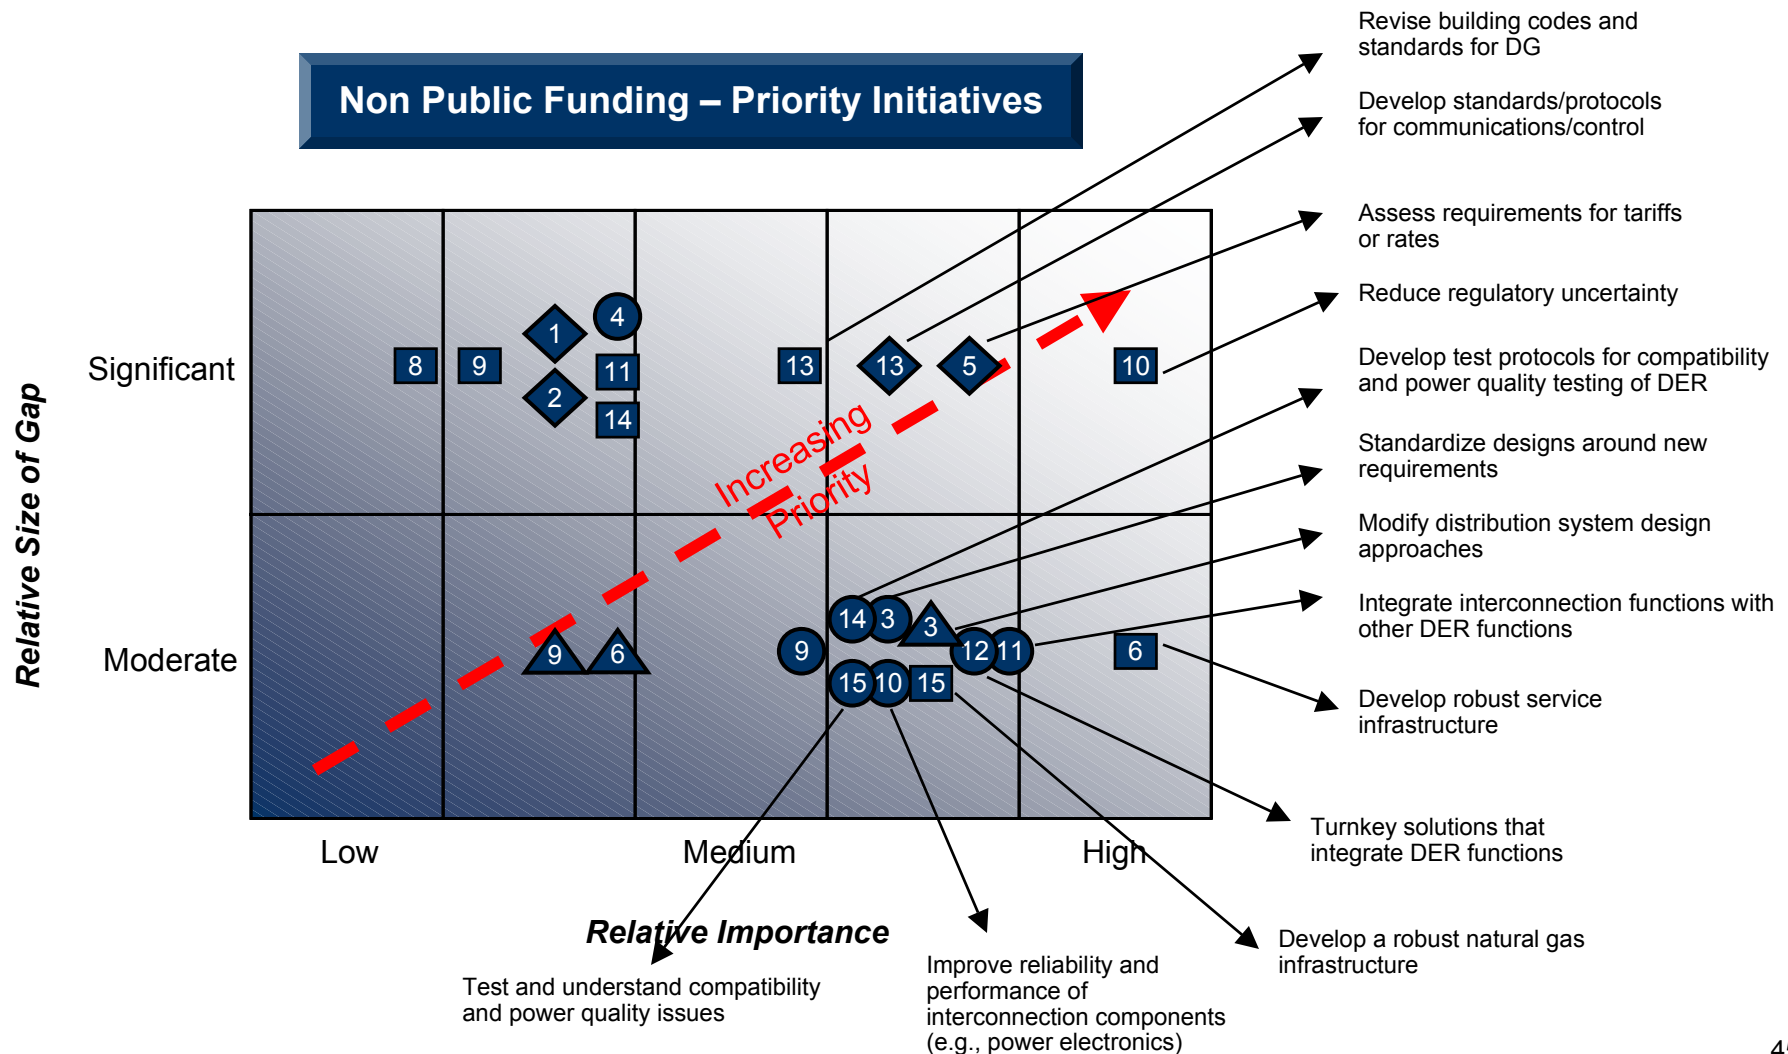 Revise building codes and
standards for DG
Non Public Funding – Priority Initiatives
Develop standards/protocols
for communications/control
Assess requirements for tariffs
or rates
Reduce regulatory uncertainty
Develop test protocols for compatibility
and power quality testing of DER
Standardize designs around new
requirements
Modify distribution system design
approaches
Integrate interconnection functions with
other DER functions
Develop robust service
infrastructure
Turnkey solutions that
integrate DER functions
Develop a robust natural gas
infrastructure
Improve reliability and
performance of
interconnection components
(e.g., power electronics)
Test and understand compatibility
and power quality issues
Relative Size of Gap
Significant
Moderate
4
1
8
9
11
13
13
5
10
2
14
Increasing
Priority
14
3
3
9
6
9
12
11
6
15
10
15
Low
Medium
High
Relative Importance